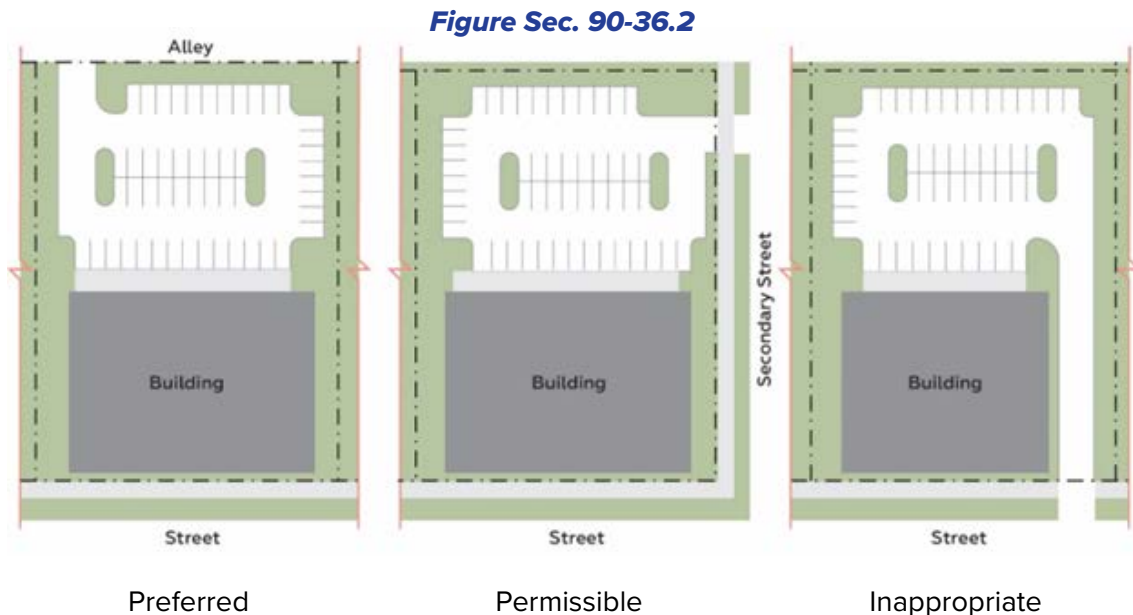 Figure Sec. 90-36.2
Alley
Building
Street
Preferred
Building
Secondary Street
Street
Permissible
Building
Street
Inappropriate